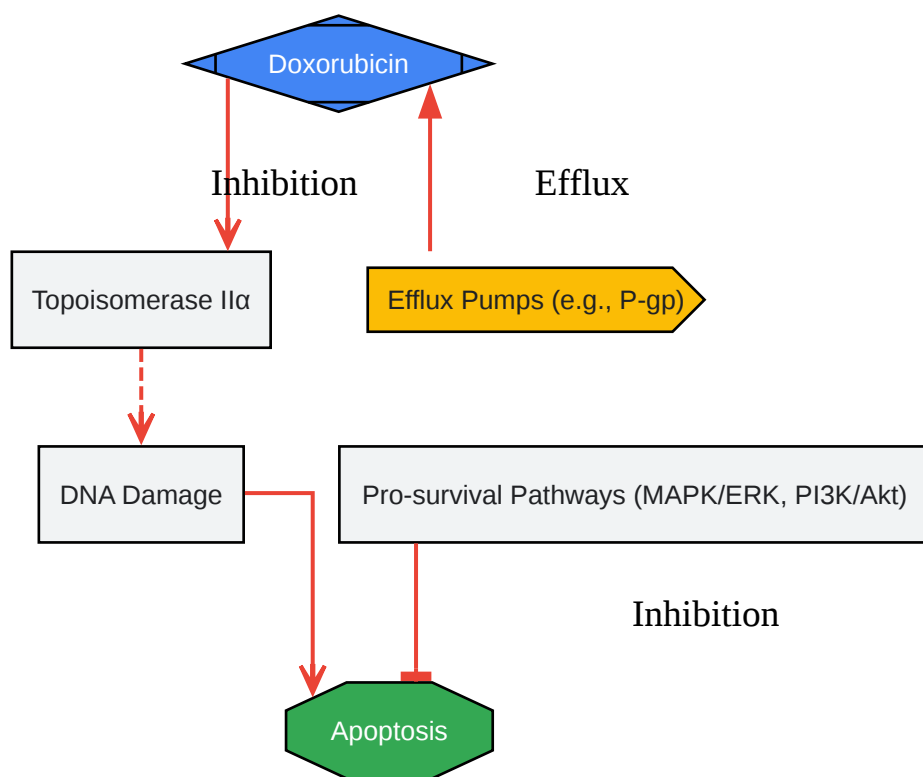 Doxorubicin
Inhibition
Efflux
Topoisomerase IIα
Efflux Pumps (e.g., P-gp)
DNA Damage
Pro-survival Pathways (MAPK/ERK, PI3K/Akt)
Inhibition
Apoptosis